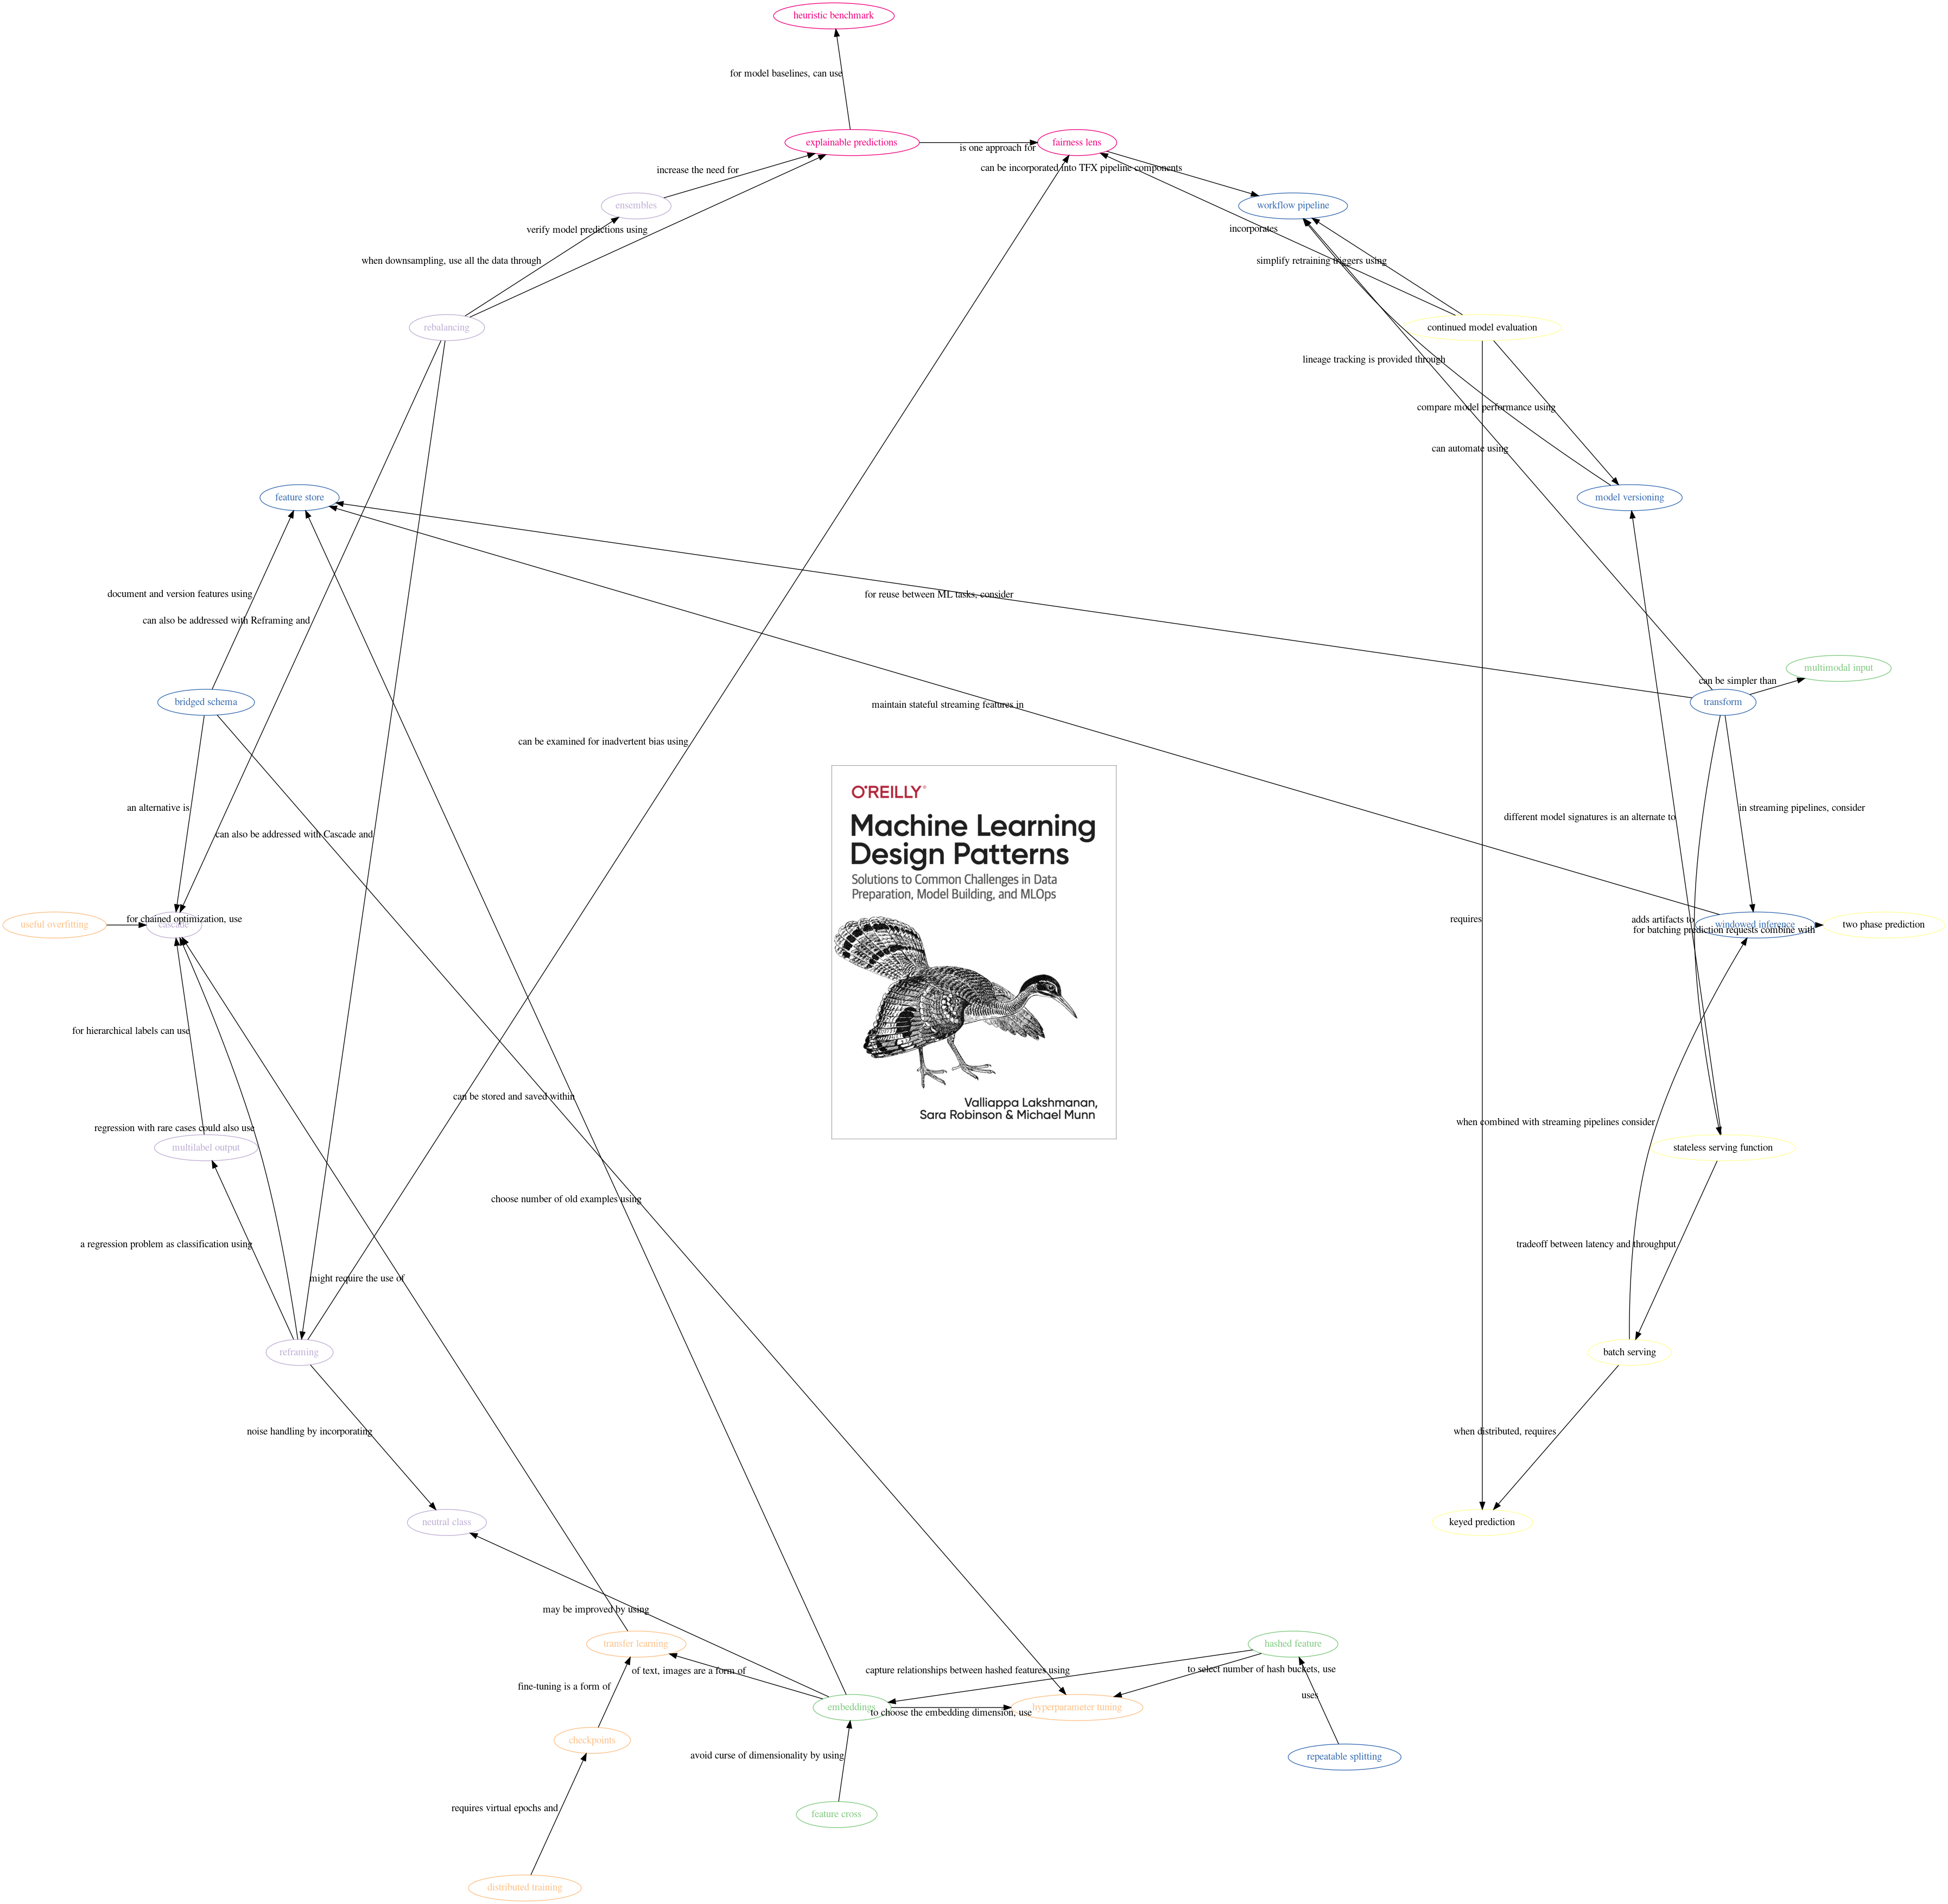 heuristic benchmark
for model baselines, can use
explainable predictions
is one approach for
fairness lens
increase the need for
can be incorporated into TFX pipeline components
ensembles
workflow pipeline
verify model predictions using
incorporates
when downsampling, use all the data through
simplify retraining triggers using
rebalancing
continued model evaluation
lineage tracking is provided through
compare model performance using
can automate using
feature store
model versioning
document and version features using
for reuse between ML tasks, consider
can also be addressed with Reframing and
multimodal input
can be simpler than
bridged schema
maintain stateful streaming features in
transform
can be examined for inadvertent bias using
O'REILLY®
Machine Learning
Design Patterns
Solutions to Common Challenges in Data
Preparation, Model Building, and MLOps
Valliappa Lakshmanan,
Sara Robinson & Michael Munn
an alternative is
in streaming pipelines, consider
different model signatures is an alternate to
can also be addressed with Cascade and
requires
adds artifacts to
for chained optimization, use
useful overfitting
cascade
windowed inference
for batching prediction requests combine with
two phase prediction
for hierarchical labels can use
can be stored and saved within
when combined with streaming pipelines consider
regression with rare cases could also use
multilabel output
stateless serving function
choose number of old examples using
a regression problem as classification using
tradeoff between latency and throughput
might require the use of
reframing
batch serving
noise handling by incorporating
when distributed, requires
neutral class
keyed prediction
may be improved by using
transfer learning
hashed feature
of text, images are a form of
capture relationships between hashed features using
to select number of hash buckets, use
fine-tuning is a form of
uses
embeddings
to choose the embedding dimension, use
hyperparameter tuning
checkpoints
avoid curse of dimensionality by using
repeatable splitting
requires virtual epochs and
feature cross
distributed training